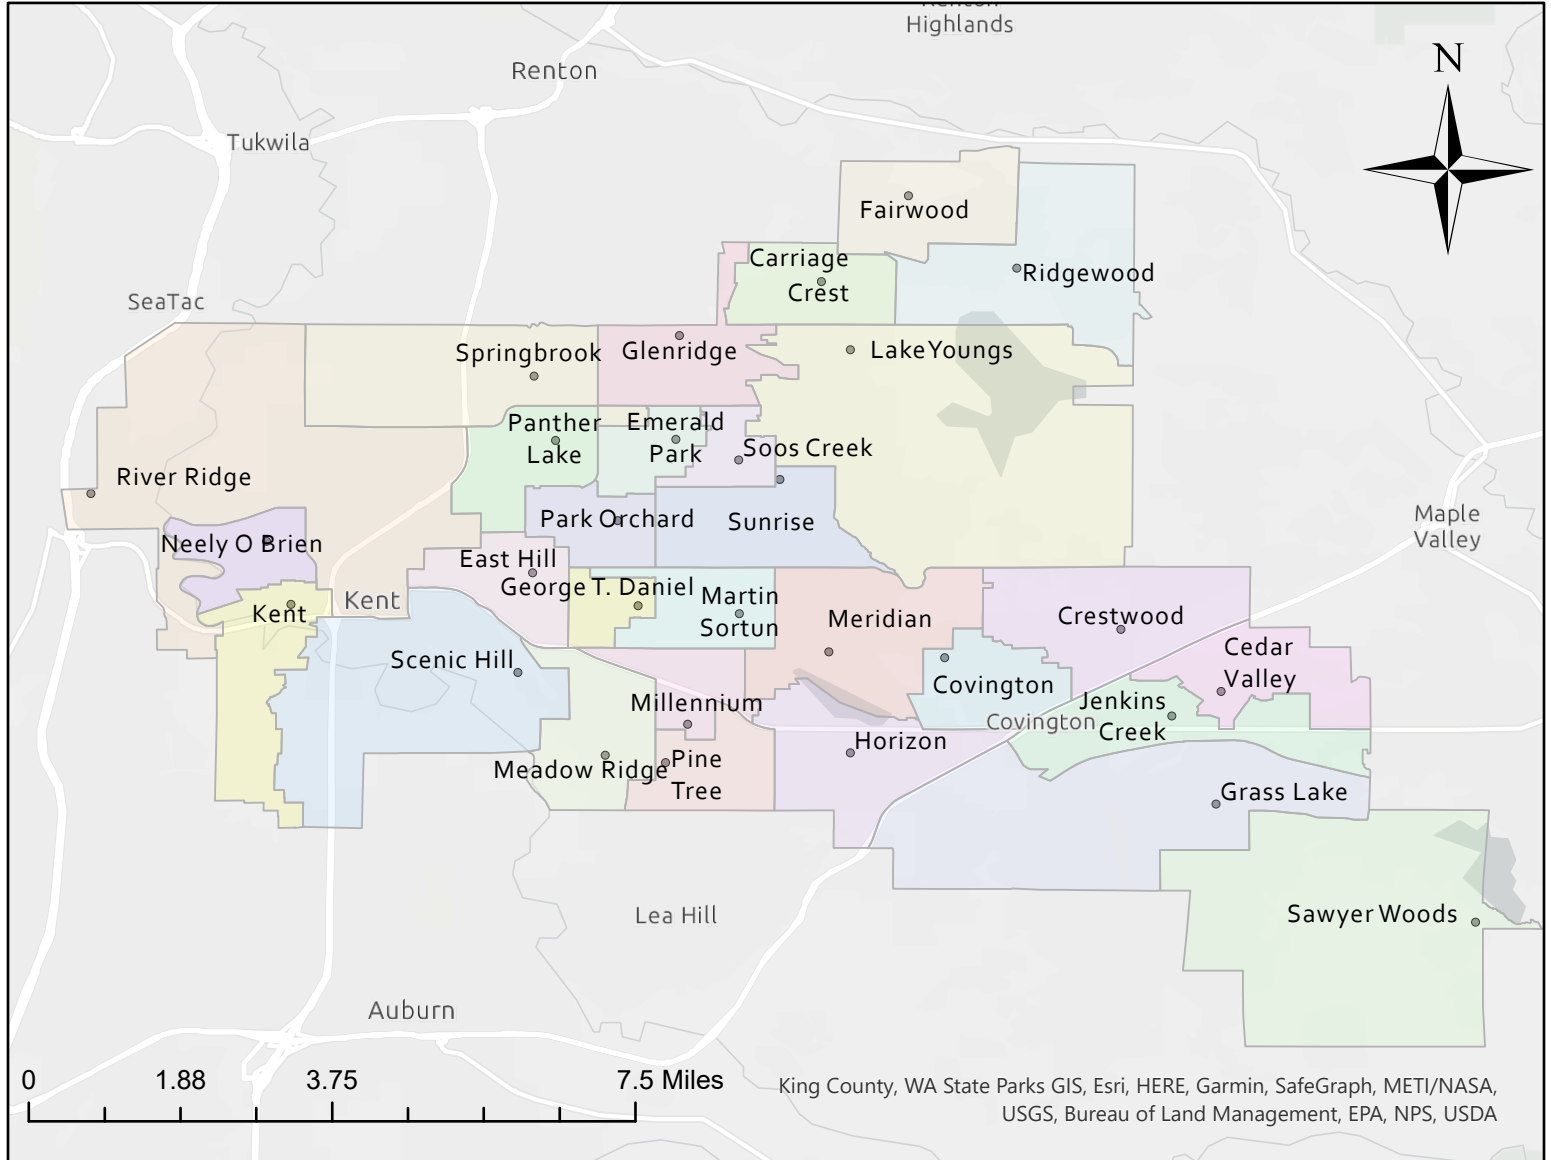 Renton
Highlands
N
Renton
Tukwila
Fairwood
Carriage
Crest
Ridgewood
SeaTac
Springbrook
Glenridge
Lake Youngs
Panther
Lake
Emerald
Park
Soos Creek
River Ridge
Park Orchard
Sunrise
Maple
Valley
Neely O Brien
East Hill
George T. Daniel
Martin
Sortun
Kent
Kent
Meridian
Crestwood
Cedar
Valley
Scenic Hill
Covington
Millennium
Jenkins
Creek
Covington
Horizon
Meadow Ridge
Pine
Tree
Grass Lake
Lea Hill
Sawyer Woods
Auburn
0 1.88 3.75 7.5 Miles
King County, WA State Parks GIS, Esri, HERE, Garmin, SafeGraph, METI/NASA,
USGS, Bureau of Land Management, EPA, NPS, USDA